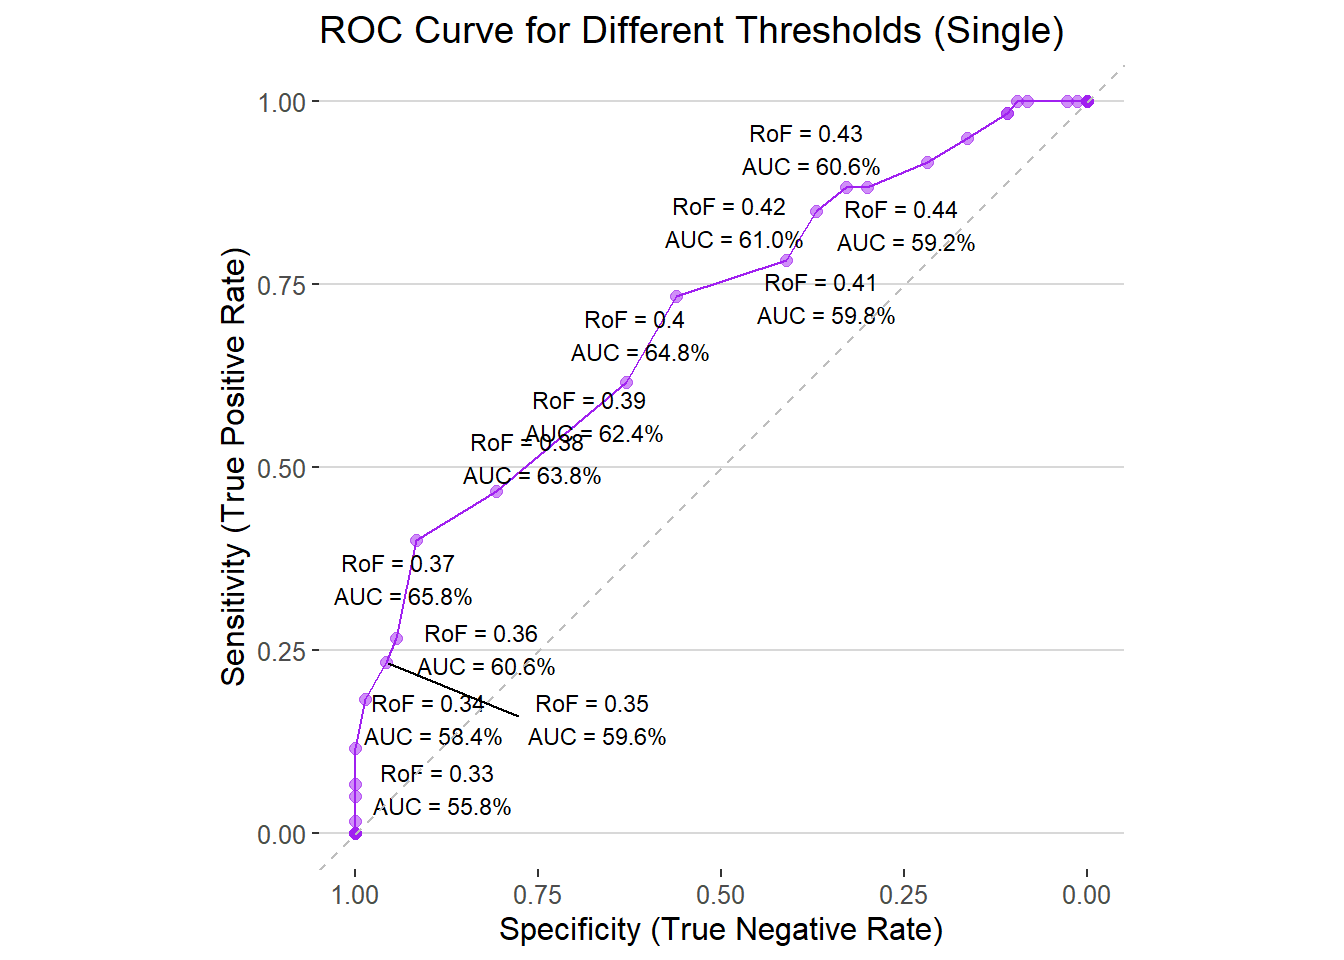 ROC Curve for Different Thresholds (Single)
1.00
RoF = 0.43
AUC = 60.6%
RoF = 0.42
AUC = 61.0%
RoF = 0.44
AUC = 59.2%
0.75
RoF = 0.41
AUC = 59.8%
RoF = 0.4
AUC = 64.8%
RoF = 0.39
AUC = 62.4%
RoF = 0.38
AUC = 63.8%
0.50
RoF = 0.37
AUC = 65.8%
RoF = 0.36
AUC = 60.6%
0.25
RoF = 0.34
AUC = 58.4%
RoF = 0.35
AUC = 59.6%
RoF = 0.33
AUC = 55.8%
0.00
Sensitivity (True Positive Rate)
1.00 0.75 0.50 0.25 0.00
Specificity (True Negative Rate)